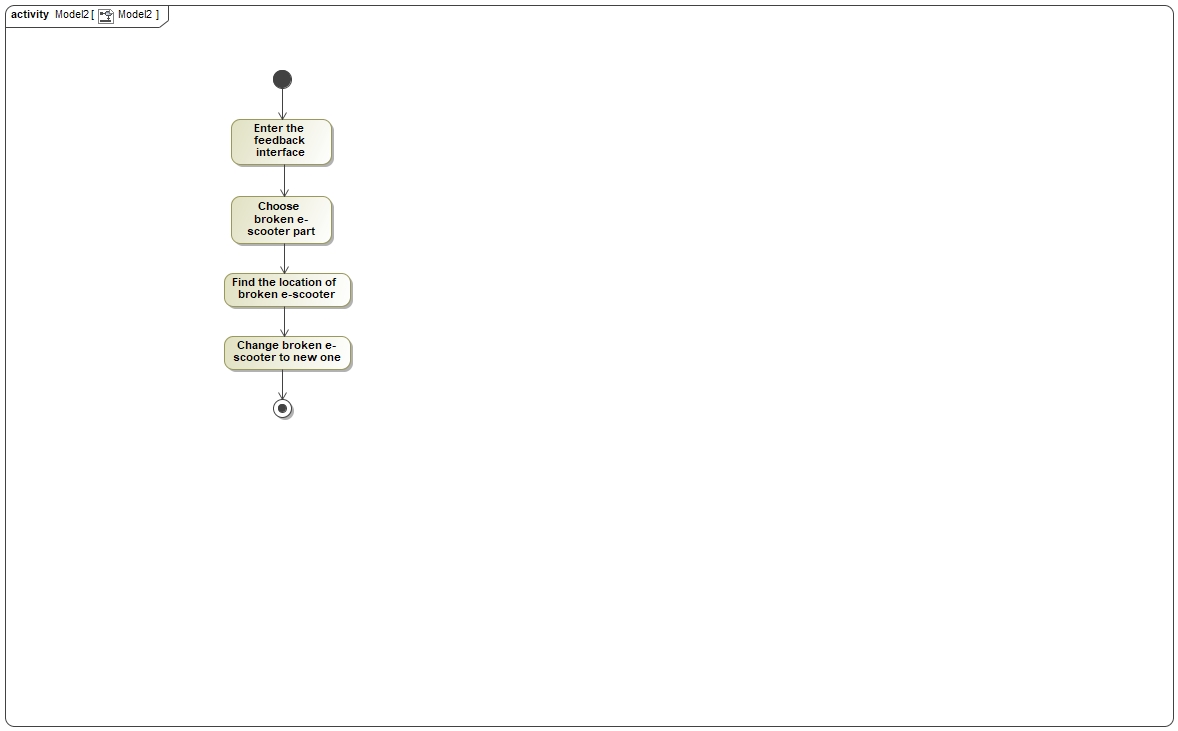 activity Model2 [ Model2 ]
Enter the
feedback
interface
Choose
broken e-
scooter part
Find the location of
broken e-scooter
Change broken e-
scooter to new one